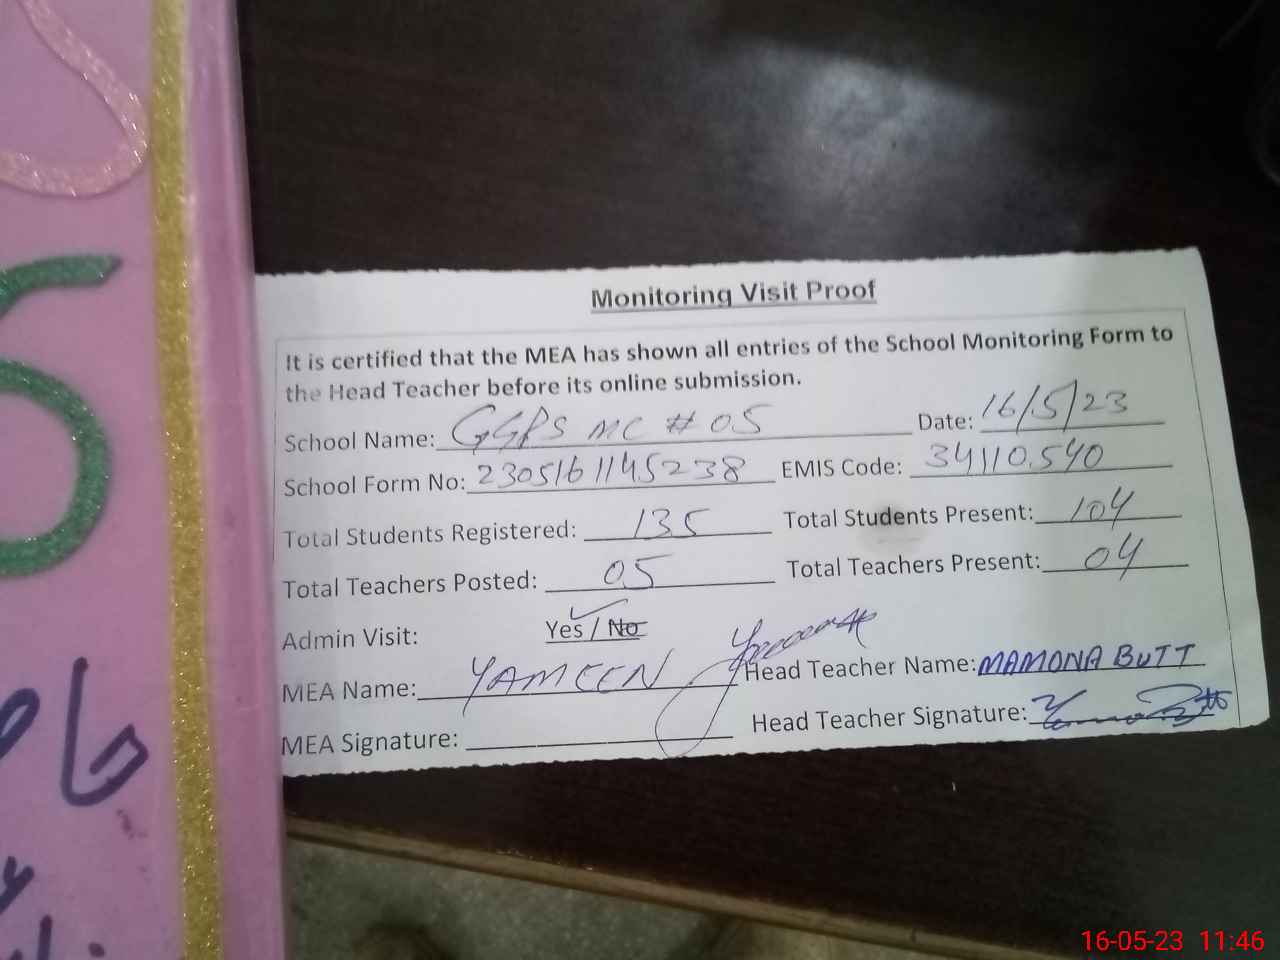 Monitoring Visit Proof
It is certified that the MEA has shown all entries of the School Monitoring Form to
the Head Teacher before its online submission.
School Name: GGPS MC # 05 Date: 16/5/23
School Form No: 2305161145238 EMIS Code: 34110540
Total Students Registered: 135 Total Students Present: 104
Total Teachers Posted: 05 Total Teachers Present: 04
Admin Visit: Yes / No
MEA Name: YAMEEN Head Teacher Name: MAMONA BUTT
MEA Signature: Head Teacher Signature:
16-05-23 11:46